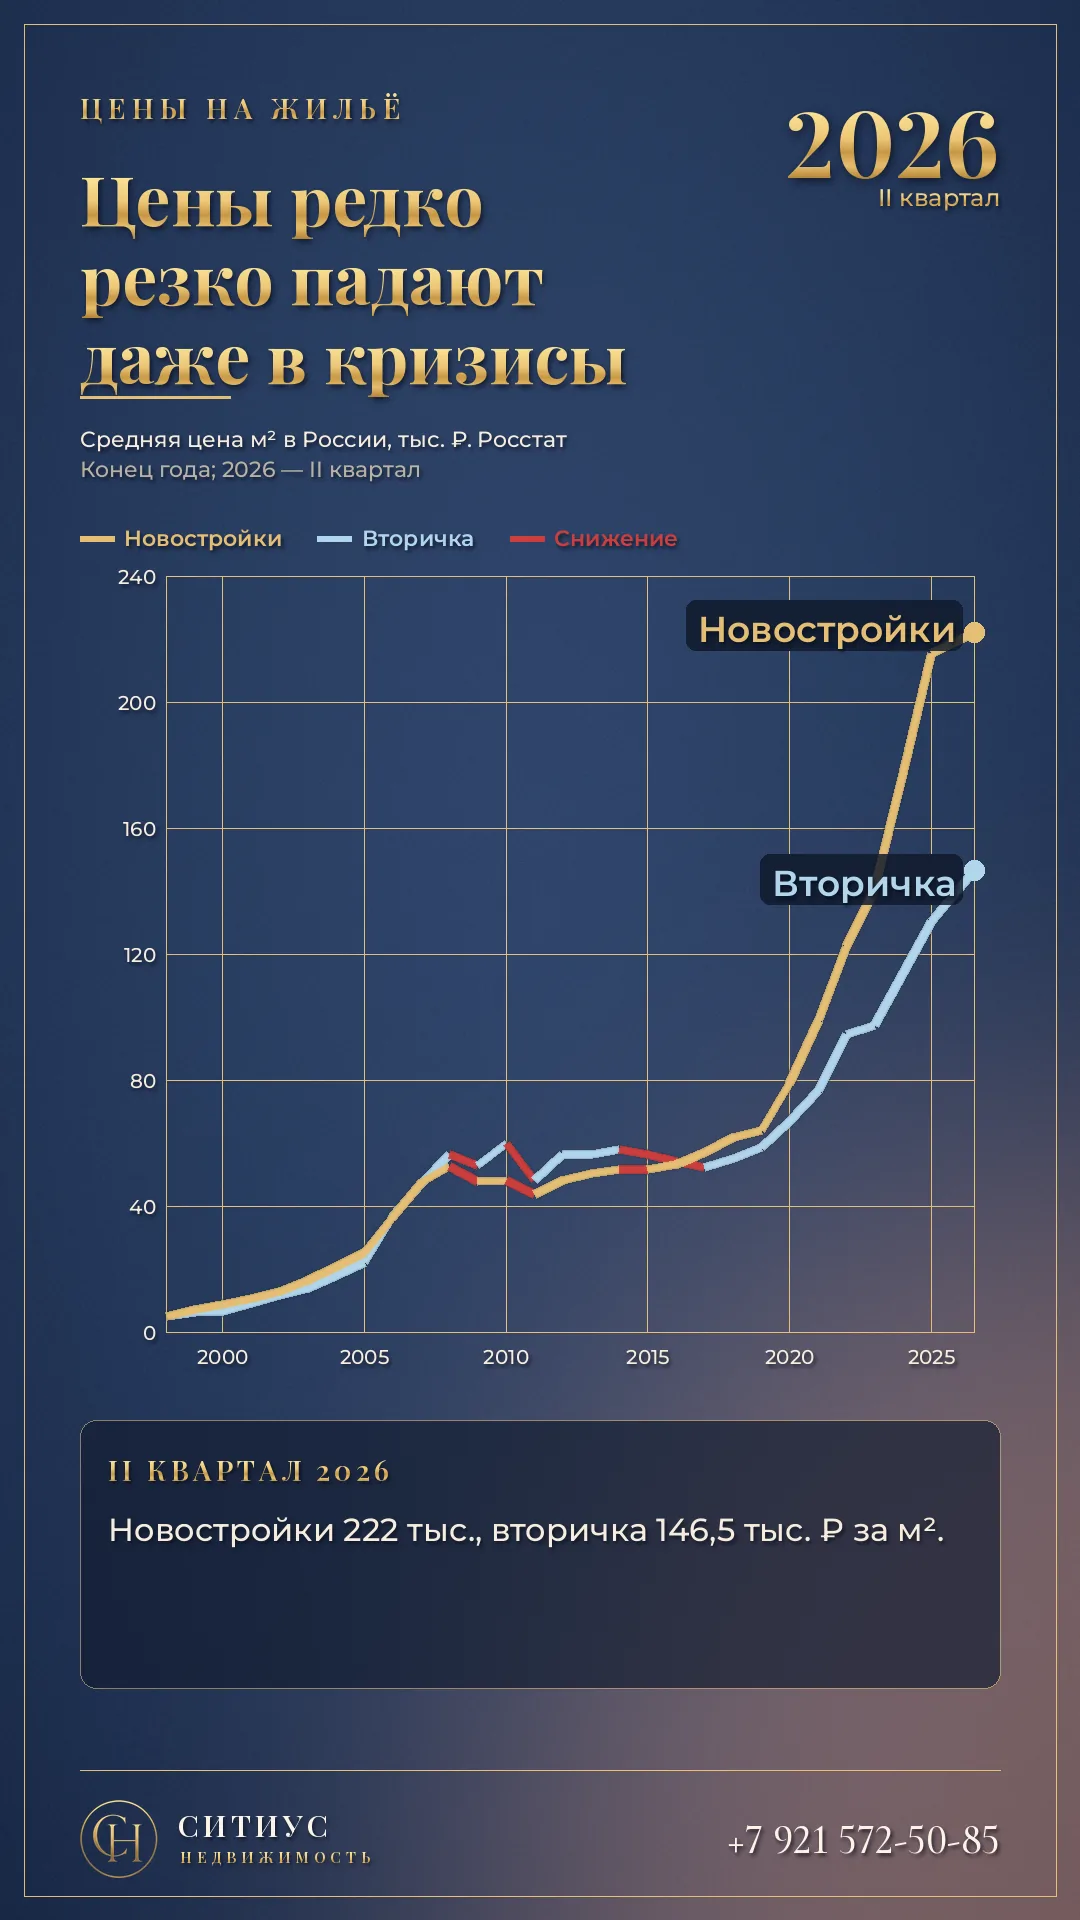 ЦЕНЫ НА ЖИЛЬЁ
2026
II квартал
Цены редко
резко падают
даже в кризисы
Средняя цена м² в России, тыс. ₽. Росстат
Конец года; 2026 — II квартал
Новостройки Вторичка Снижение
240
Новостройки
200
160
Вторичка
120
80
40
0
2000 2005 2010 2015 2020 2025
II КВАРТАЛ 2026
Новостройки 222 тыс., вторичка 146,5 тыс. ₽ за м².
СН
СИТИУС
НЕДВИЖИМОСТЬ
+7 921 572-50-85